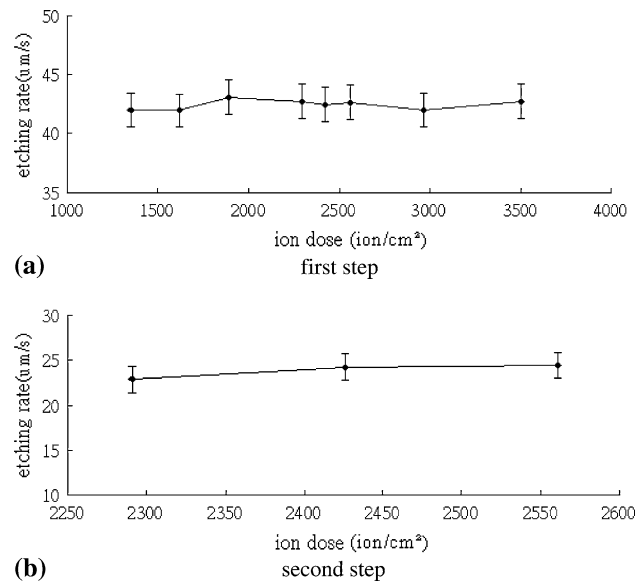 50
45
40
35
etching rate(um/s)
1000 1500 2000 2500 3000 3500 4000
ion dose (ion/cm²)
(a) first step
30
25
20
15
10
etching rate(um/s)
2250 2300 2350 2400 2450 2500 2550 2600
ion dose (ion/cm²)
(b) second step